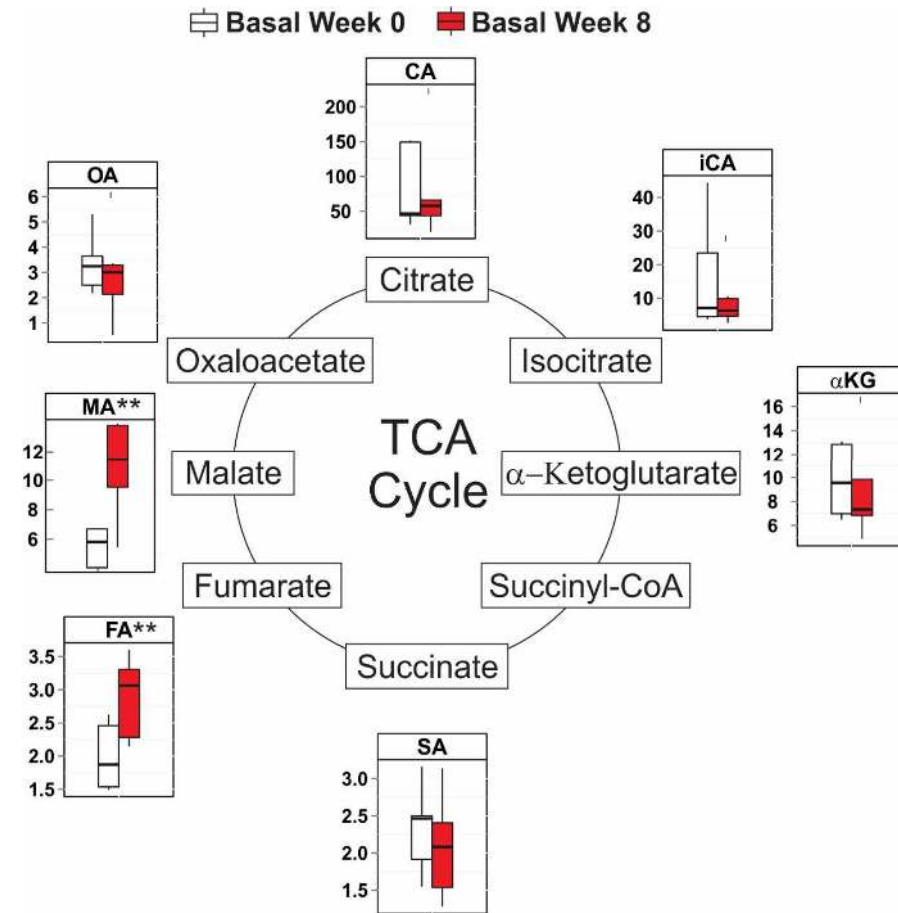 Basal Week 0 Basal Week 8
CA
200
150
100
50
OA
6
5
4
3
2
1
iCA
40
30
20
10
Citrate
Oxaloacetate
Isocitrate
MA**
12
10
8
6
Malate
TCA
Cycle
α–Ketoglutarate
αKG
16
14
12
10
8
6
Fumarate
Succinyl-CoA
FA**
3.5
3.0
2.5
2.0
1.5
Succinate
SA
3.0
2.5
2.0
1.5